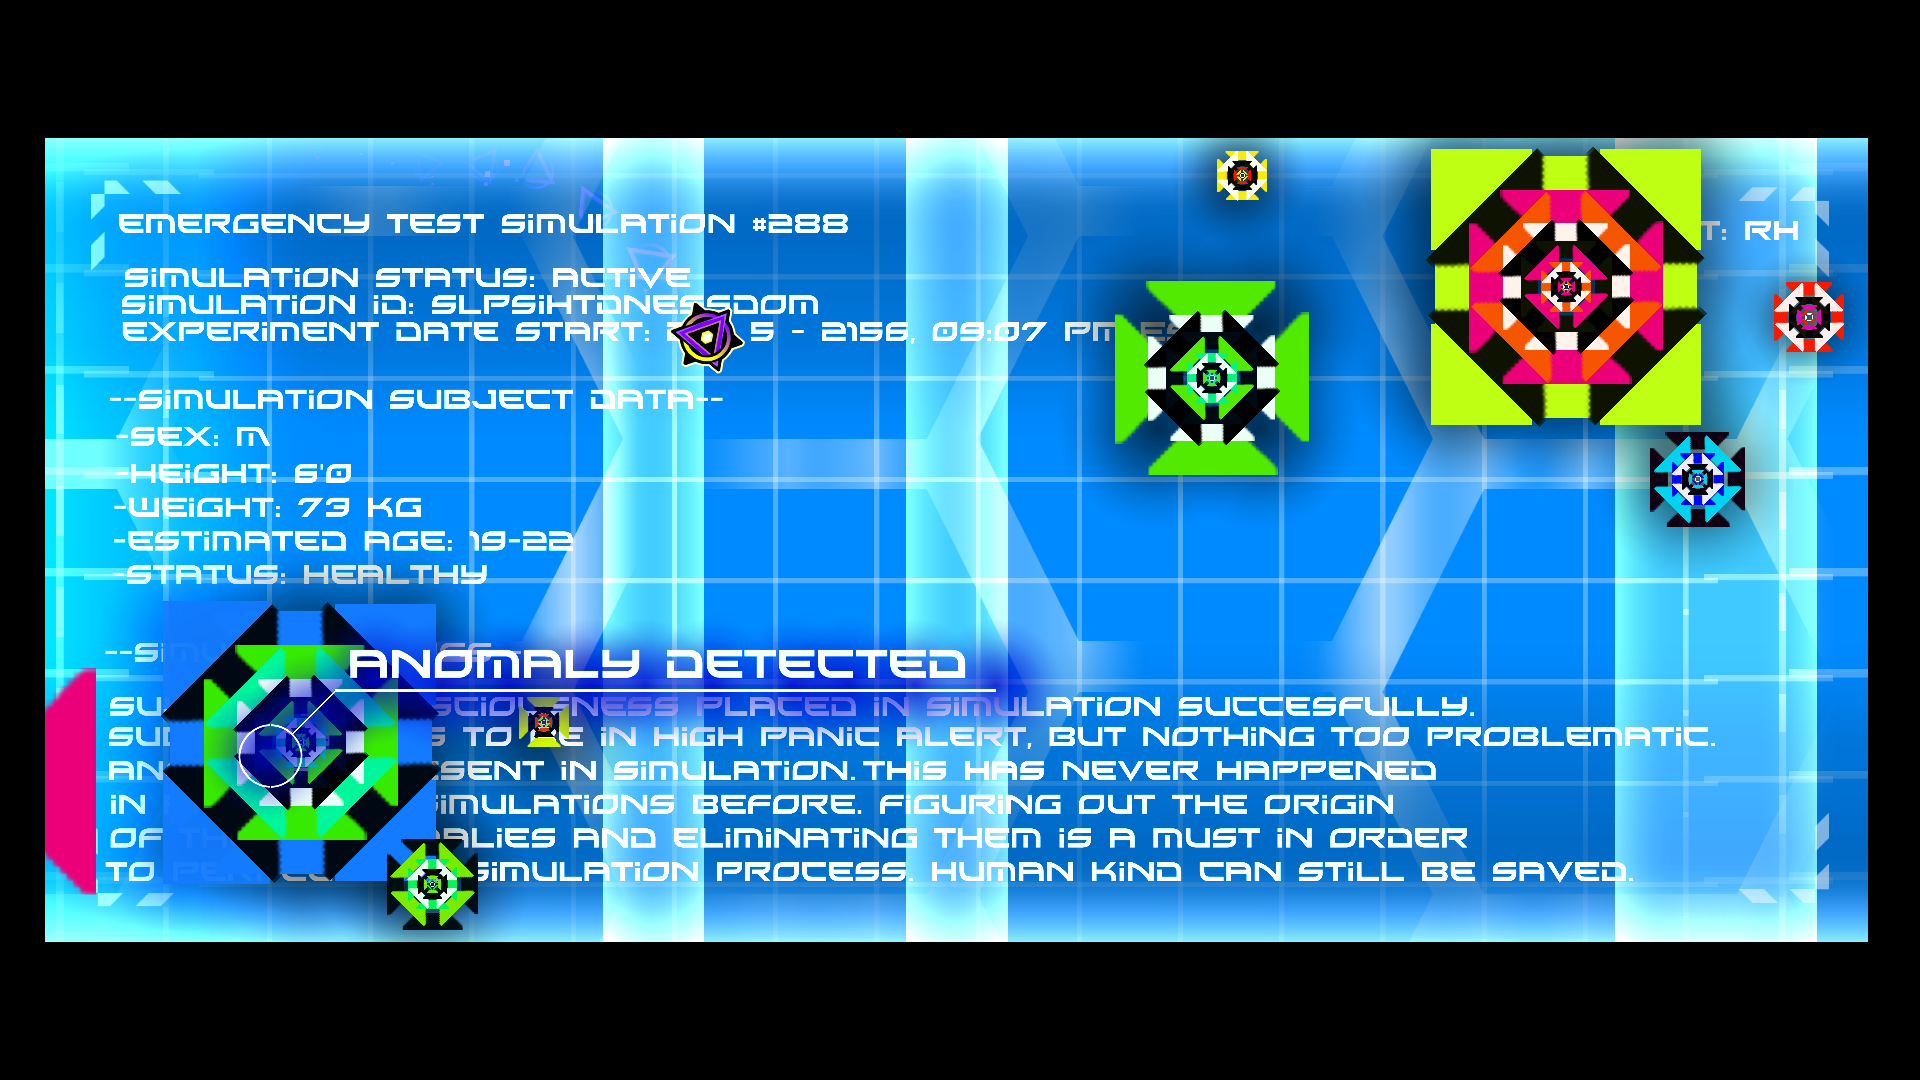 EMERGENCY TEST SIMULATION #288
T: RH
SIMULATION STATUS: ACTIVE
SIMULATION ID: SLPSIHTDNESSDOM
EXPERIMENT DATE START: 5 - 2156, 09:07 PM
--SIMULATION SUBJECT DATA--
-SEX: M
-HEIGHT: 6'0
-WEIGHT: 73 KG
-ESTIMATED AGE: 19-22
-STATUS: HEALTHY
ANOMALY DETECTED
PLACED IN SIMULATION SUCCESFULLY.
TO IN HIGH PANIC ALERT, BUT NOTHING TOO PROBLEMATIC.
IN SIMULATION. THIS HAS NEVER HAPPENED
IN SIMULATIONS BEFORE. FIGURING OUT THE ORIGIN
OF AND ELIMINATING THEM IS A MUST IN ORDER
TO SIMULATION PROCESS. HUMAN KIND CAN STILL BE SAVED.